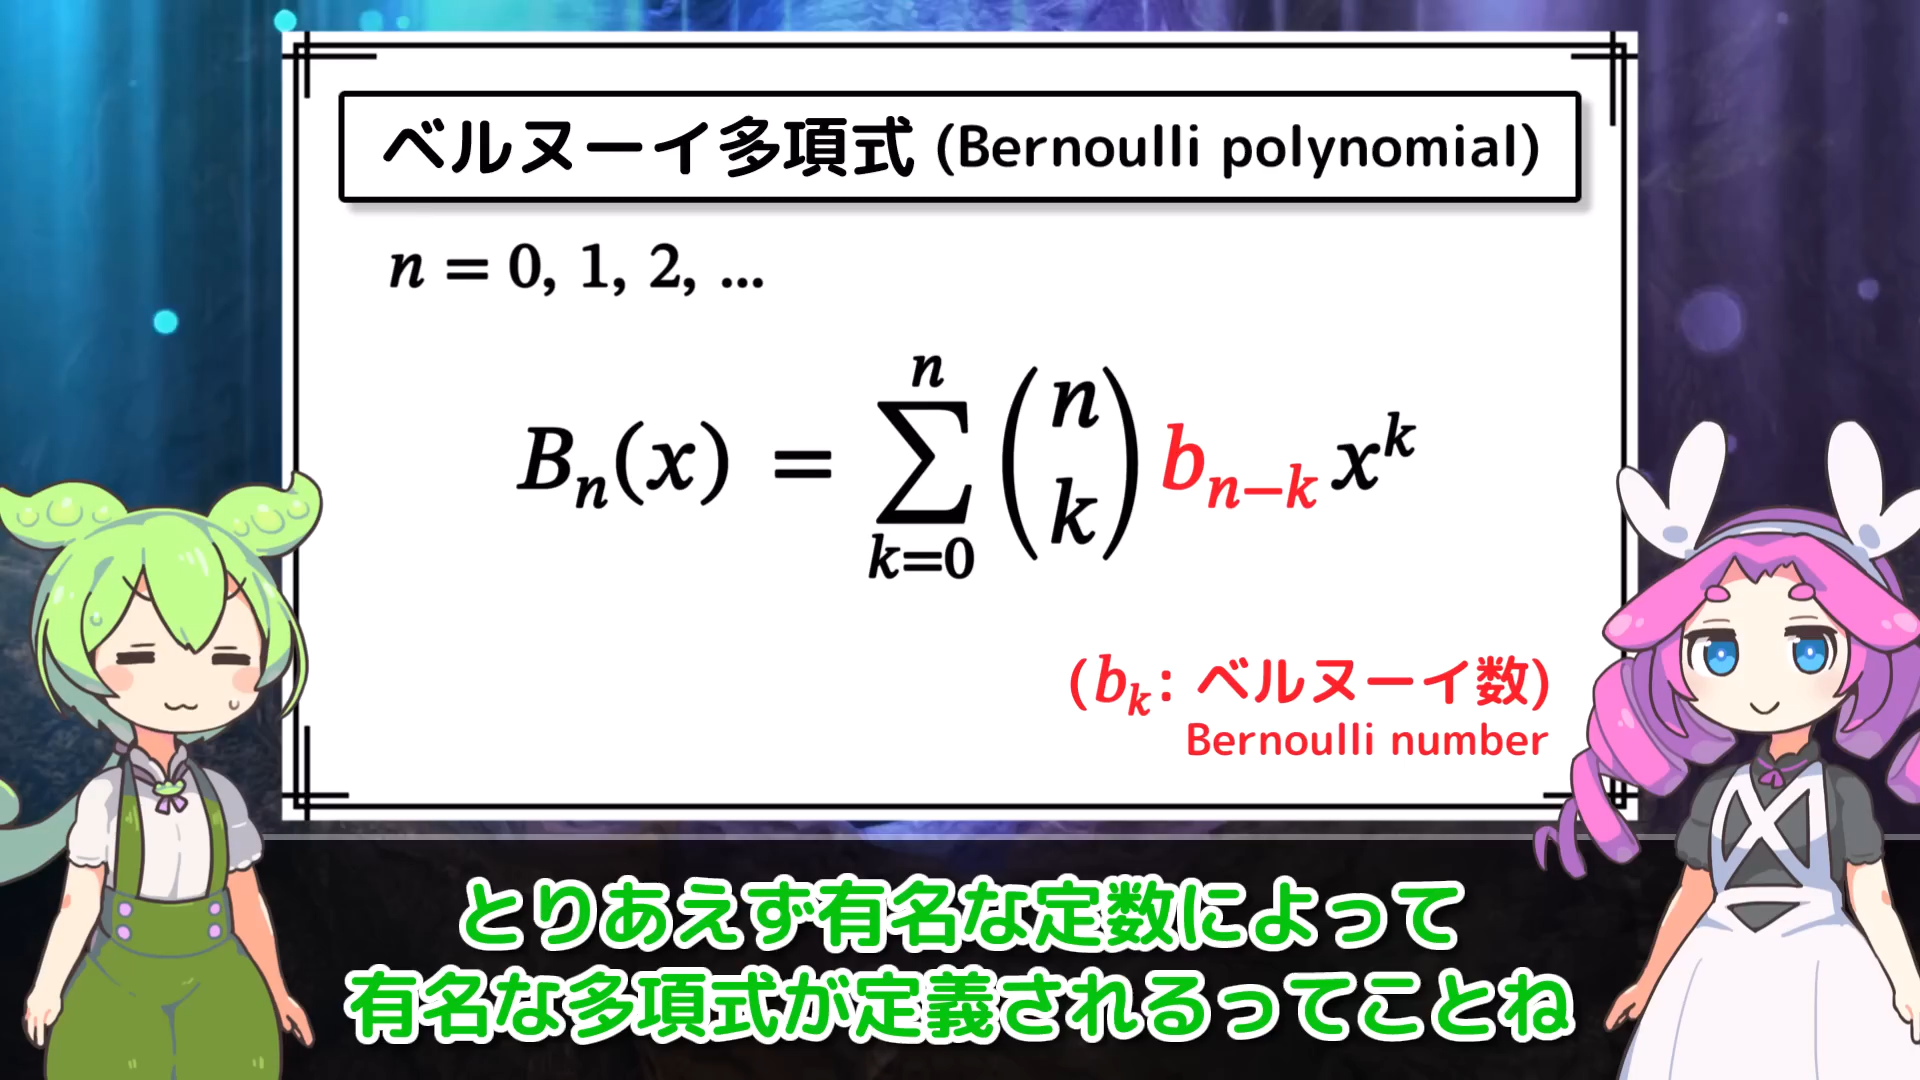 ベルヌーイ多項式 (Bernoulli polynomial)
n = 0, 1, 2, ...
B_n(x) = \sum_{k=0}^{n} \binom{n}{k} b_{n-k} x^k
(b_k: ベルヌーイ数)
Bernoulli number
とりあえず有名な定数によって
有名な多項式が定義されるってことね